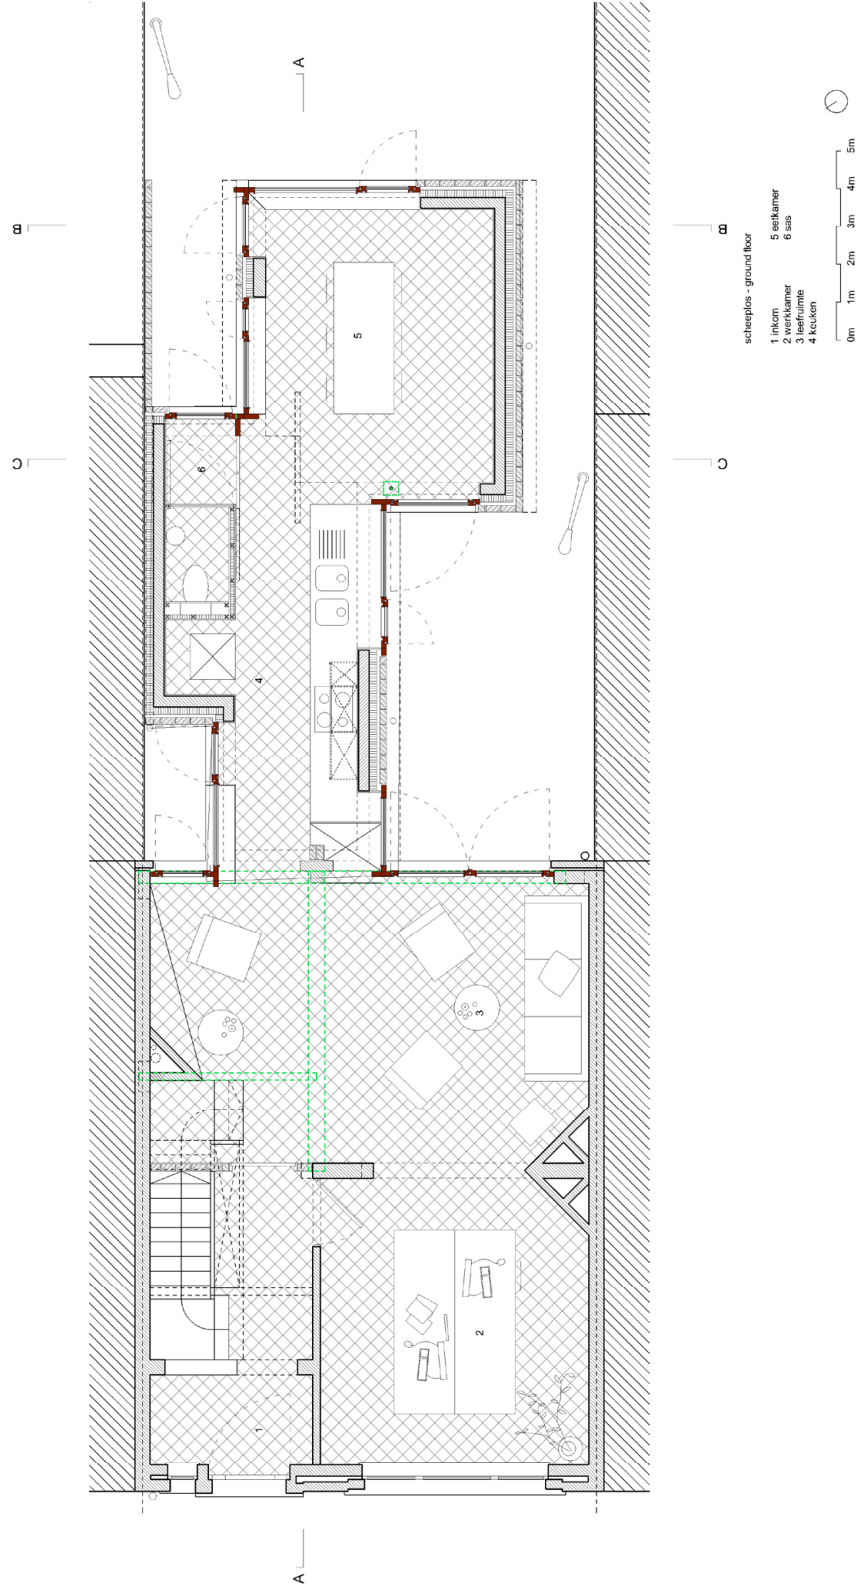 scheeplos - ground floor
1 inkom
2 werkkamer
3 leefruimte
4 keuken
5 eetkamer
6 sas
0m 1m 2m 3m 4m 5m
A
A
B
B
C
C
1
2
3
4
5
6